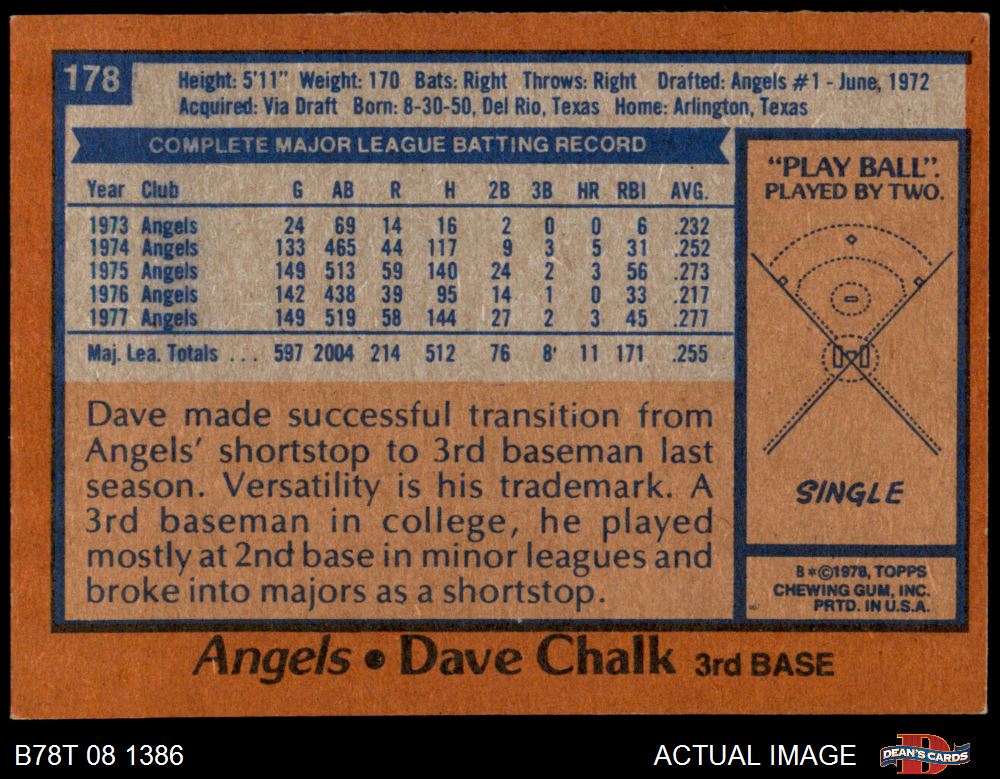 178
Height: 5'11" Weight: 170 Bats: Right Throws: Right Drafted: Angels #1 - June, 1972
Acquired: Via Draft Born: 8-30-50, Del Rio, Texas Home: Arlington, Texas
COMPLETE MAJOR LEAGUE BATTING RECORD
Year Club G AB R H 2B 3B HR RBI AVG.
1973 Angels 24 69 14 16 2 0 0 6 .232
1974 Angels 133 465 44 117 9 3 5 31 .252
1975 Angels 149 513 59 140 24 2 3 56 .273
1976 Angels 142 438 39 95 14 1 0 33 .217
1977 Angels 149 519 58 144 27 2 3 45 .277
Maj. Lea. Totals ... 597 2004 214 512 76 8 11 171 .255
Dave made successful transition from
Angels' shortstop to 3rd baseman last
season. Versatility is his trademark. A
3rd baseman in college, he played
mostly at 2nd base in minor leagues and
broke into majors as a shortstop.
"PLAY BALL".
PLAYED BY TWO.
SINGLE
B*©1978, TOPPS
CHEWING GUM, INC.
PRTD. IN U.S.A.
Angels • Dave Chalk 3rd BASE
B78T 08 1386
ACTUAL IMAGE
DEAN'S CARDS